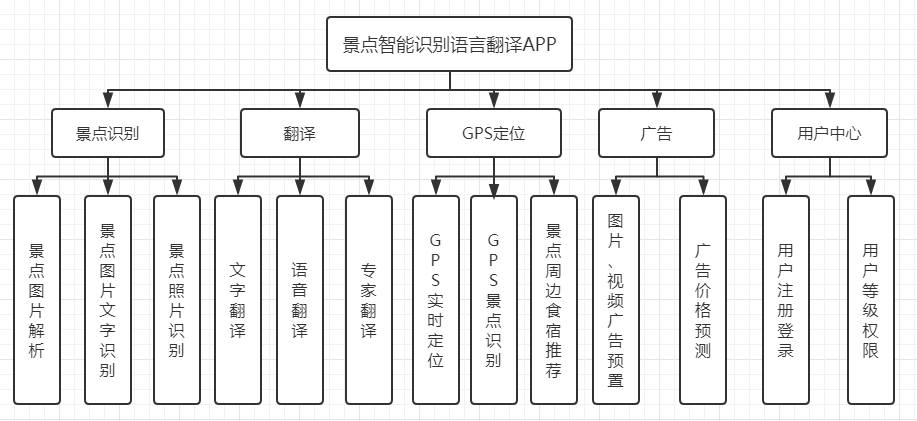 景点智能识别语言翻译APP
景点识别
翻译
GPS定位
广告
用户中心
景点图片解析
景点图片文字识别
景点照片识别
文字翻译
语音翻译
专家翻译
GPS实时定位
GPS景点识别
景点周边食宿推荐
图片、视频广告预置
广告价格预测
用户注册登录
用户等级权限